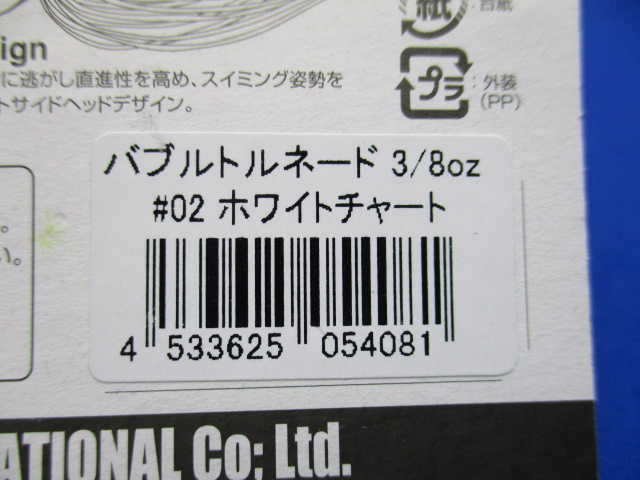 ign
に逃がし直進性を高め、スイミング姿勢を
トサイドヘッドデザイン。
紙
:台紙
プラ
:外装
(PP)
バブルトルネード 3/8oz
#02 ホワイトチャート
4 533625 054081
。
い。
ATIONAL Co; Ltd.